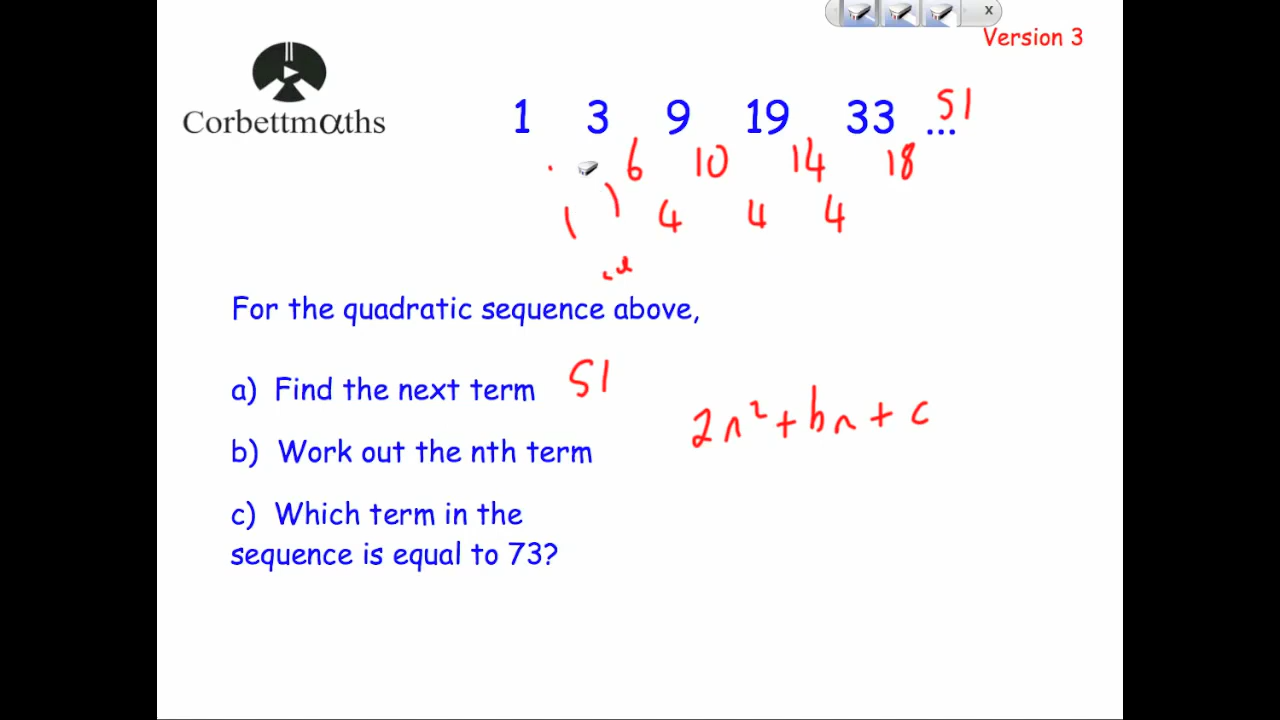 Version 3
Corbettmαths
1 3 9 19 33 ... 51
6 10 14 18
4 4 4
For the quadratic sequence above,
a) Find the next term 51
2n²+bn+c
b) Work out the nth term
c) Which term in the
sequence is equal to 73?